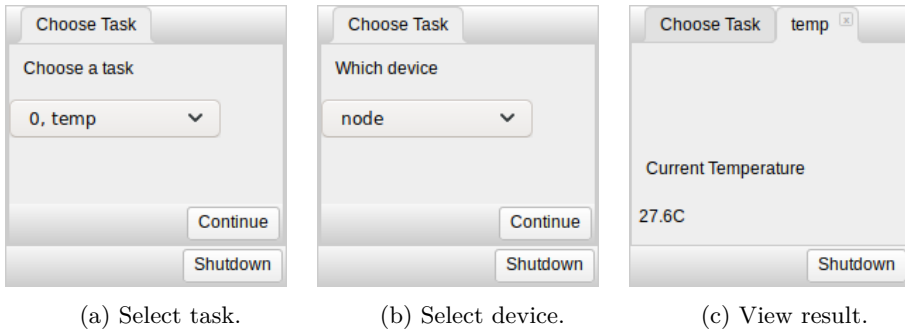 Choose Task
Choose a task
0, temp
Continue
Shutdown
(a) Select task.
Choose Task
Which device
node
Continue
Shutdown
(b) Select device.
Choose Task temp x
Current Temperature
27.6C
Shutdown
(c) View result.